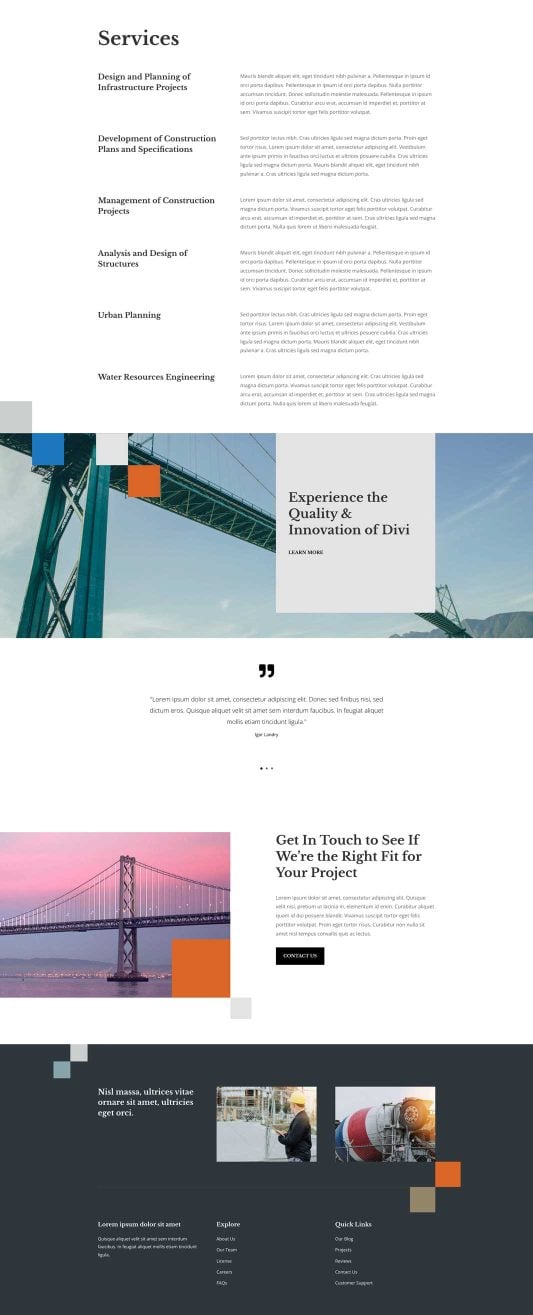 Services
Design and Planning of
Infrastructure Projects
Mauris blandit aliquet elit, eget tincidunt nibh pulvinar a. Pellentesque in ipsum id
orci porta dapibus. Pellentesque in ipsum id orci porta dapibus. Nulla porttitor
accumsan tincidunt. Donec sollicitudin molestie malesuada. Pellentesque in ipsum
id orci porta dapibus. Curabitur arcu erat, accumsan id imperdiet et, porttitor at
sem. Vivamus suscipit tortor eget felis porttitor volutpat.
Development of Construction
Plans and Specifications
Sed porttitor lectus nibh. Cras ultricies ligula sed magna dictum porta. Proin eget
tortor risus. Lorem ipsum dolor sit amet, consectetur adipiscing elit. Vestibulum
ante ipsum primis in faucibus orci luctus et ultrices posuere cubilia. Cras ultricies
ligula sed magna dictum porta. Mauris blandit aliquet elit, eget tincidunt nibh
pulvinar a. Cras ultricies ligula sed magna dictum porta.
Management of Construction
Projects
Lorem ipsum dolor sit amet, consectetur adipiscing elit. Cras ultricies ligula sed
magna dictum porta. Vivamus suscipit tortor eget felis porttitor volutpat. Curabitur
arcu erat, accumsan id imperdiet et, porttitor at sem. Cras ultricies ligula sed magna
dictum porta. Nulla quis lorem ut libero malesuada feugiat.
Analysis and Design of
Structures
Mauris blandit aliquet elit, eget tincidunt nibh pulvinar a. Pellentesque in ipsum id
orci porta dapibus. Pellentesque in ipsum id orci porta dapibus. Nulla porttitor
accumsan tincidunt. Donec sollicitudin molestie malesuada. Pellentesque in ipsum
id orci porta dapibus. Curabitur arcu erat, accumsan id imperdiet et, porttitor at
sem. Vivamus suscipit tortor eget felis porttitor volutpat.
Urban Planning
Sed porttitor lectus nibh. Cras ultricies ligula sed magna dictum porta. Proin eget
tortor risus. Lorem ipsum dolor sit amet, consectetur adipiscing elit. Vestibulum
ante ipsum primis in faucibus orci luctus et ultrices posuere cubilia. Cras ultricies
ligula sed magna dictum porta. Mauris blandit aliquet elit, eget tincidunt nibh
pulvinar a. Cras ultricies ligula sed magna dictum porta.
Water Resources Engineering
Lorem ipsum dolor sit amet, consectetur adipiscing elit. Cras ultricies ligula sed
magna dictum porta. Vivamus suscipit tortor eget felis porttitor volutpat. Curabitur
arcu erat, accumsan id imperdiet et, porttitor at sem. Cras ultricies ligula sed magna
dictum porta. Nulla quis lorem ut libero malesuada feugiat.
Experience the
Quality &
Innovation of Divi
LEARN MORE
"Lorem ipsum dolor sit amet, consectetur adipiscing elit. Donec sed finibus nisi, sed
dictum eros. Quisque aliquet velit sit amet sem interdum faucibus. In feugiat aliquet
mollis etiam tincidunt ligula."
Igor Landry
Get In Touch to See If
We're the Right Fit for
Your Project
Lorem ipsum dolor sit amet, consectetur adipiscing elit. Quisque
velit nisi, pretium ut lacinia in, elementum id enim. Curabitur aliquet
quam id dui posuere blandit. Vivamus suscipit tortor eget felis
porttitor volutpat. Proin eget tortor risus. Curabitur non nulla sit
amet nisl tempus convallis quis ac lectus.
CONTACT US
Nisl massa, ultrices vitae
ornare sit amet, ultricies
eget orci.
Lorem ipsum dolor sit amet
Quisque aliquet velit sit amet sem interdum
faucibus. In feugiat aliquet mollis etiam tincidunt
ligula.
Explore
About Us
Our Team
License
Careers
FAQs
Quick Links
Our Blog
Projects
Reviews
Contact Us
Customer Support